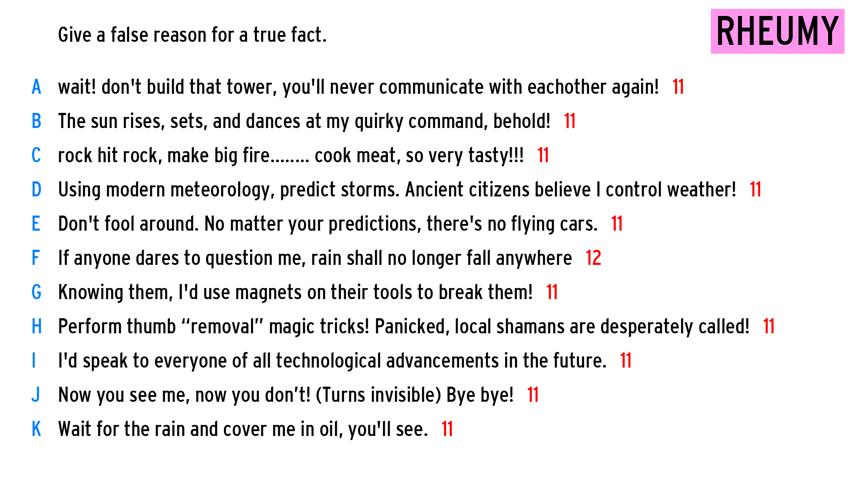 Give a false reason for a true fact.
RHEUMY
A wait! don't build that tower, you'll never communicate with eachother again! 11
B The sun rises, sets, and dances at my quirky command, behold! 11
C rock hit rock, make big fire........ cook meat, so very tasty!!! 11
D Using modern meteorology, predict storms. Ancient citizens believe I control weather! 11
E Don't fool around. No matter your predictions, there's no flying cars. 11
F If anyone dares to question me, rain shall no longer fall anywhere 12
G Knowing them, I'd use magnets on their tools to break them! 11
H Perform thumb “removal” magic tricks! Panicked, local shamans are desperately called! 11
I I'd speak to everyone of all technological advancements in the future. 11
J Now you see me, now you don’t! (Turns invisible) Bye bye! 11
K Wait for the rain and cover me in oil, you'll see. 11